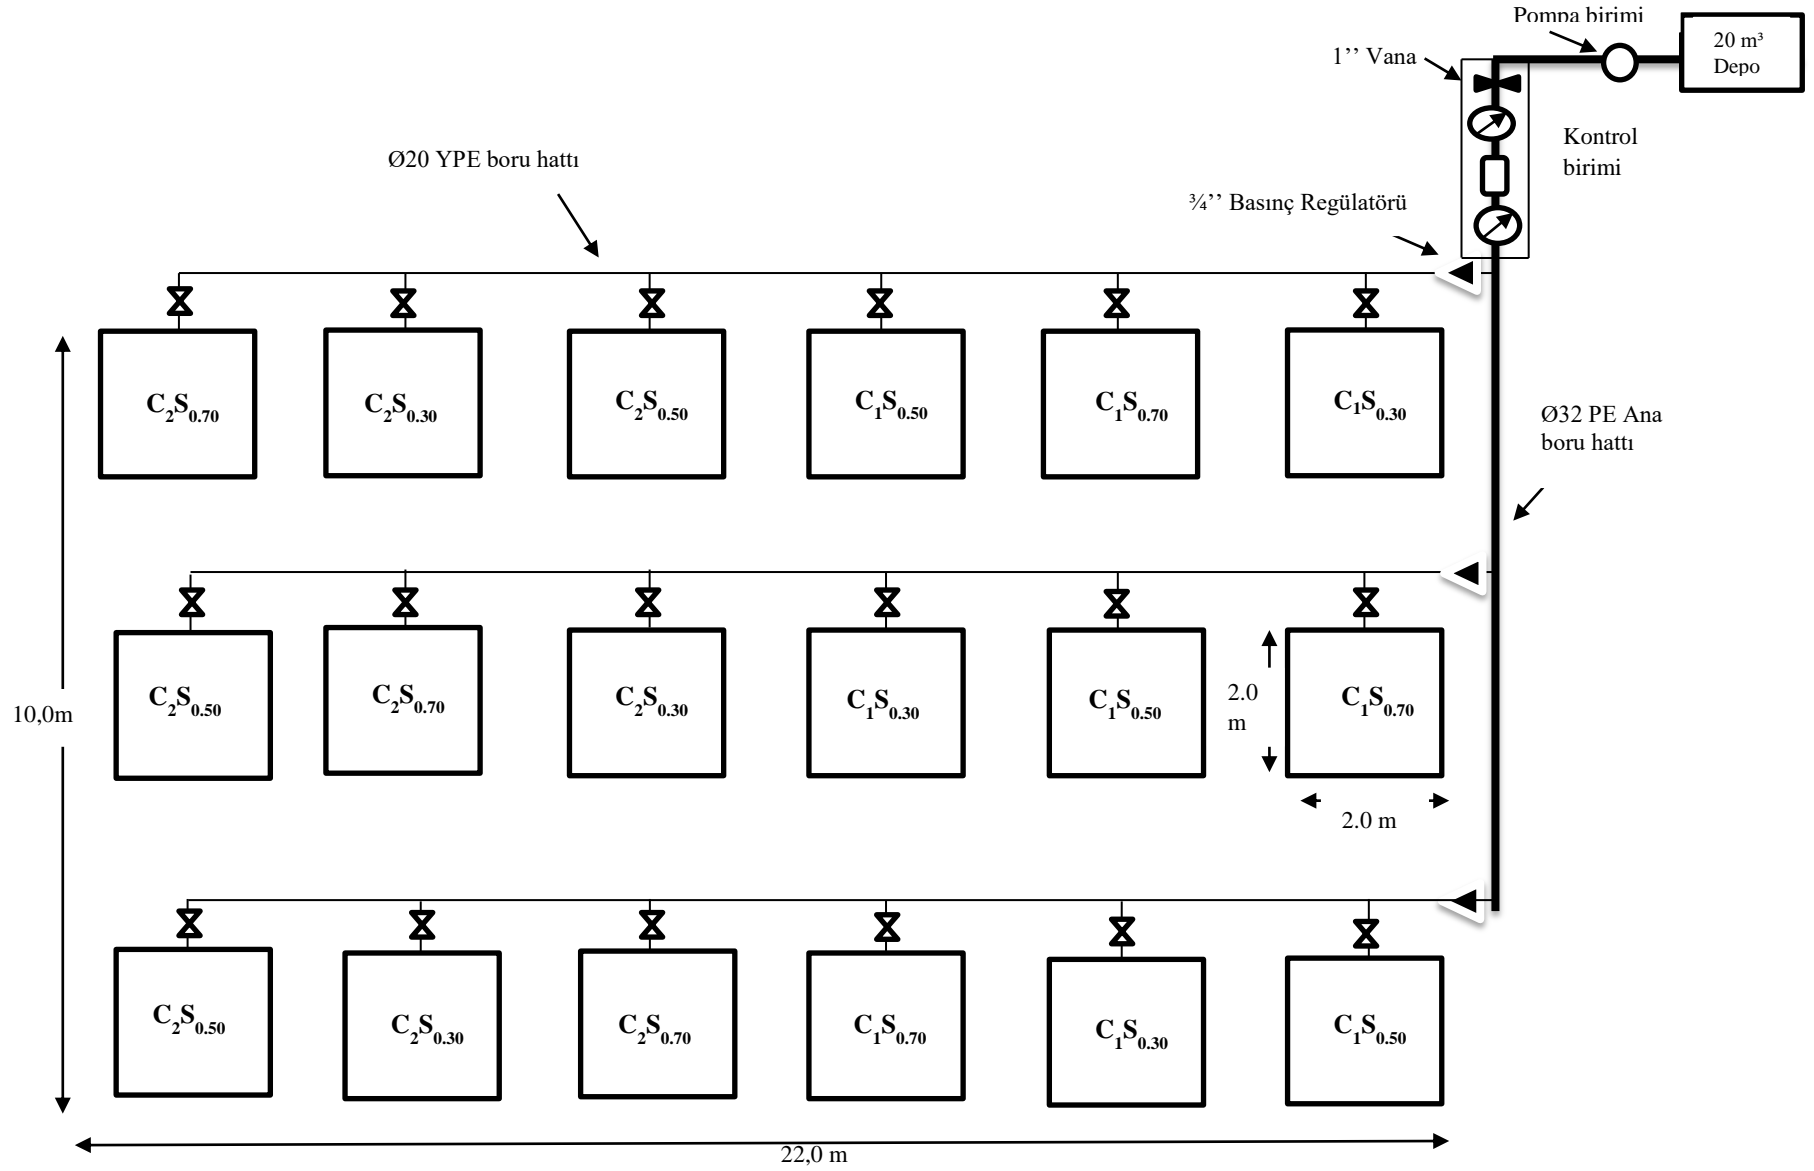 Pompa birimi
20 m³
Depo
1’’ Vana
Kontrol
birimi
Ø20 YPE boru hattı
¾’’ Basınç Regülatörü
C₂S₀.₇₀
C₂S₀.₃₀
C₂S₀.₅₀
C₁S₀.₅₀
C₁S₀.₇₀
C₁S₀.₃₀
Ø32 PE Ana
boru hattı
C₂S₀.₅₀
C₂S₀.₇₀
C₂S₀.₃₀
C₁S₀.₃₀
C₁S₀.₅₀
2.0
m
C₁S₀.₇₀
10,0m
2.0 m
C₂S₀.₅₀
C₂S₀.₃₀
C₂S₀.₇₀
C₁S₀.₇₀
C₁S₀.₃₀
C₁S₀.₅₀
22,0 m